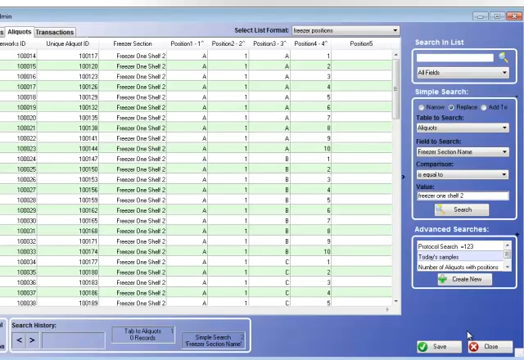 dmin
s Aliquots Transactions Select List Format: freezer positions
erworks ID Unique Aliquot ID Freezer Section Position1 - 1^ Position2 - 2^ Position3 - 3^ Position4 - 4^ Position5
100014 100117 Freezer One Shelf 2 A 1 A 1
100015 100120 Freezer One Shelf 2 A 1 A 2
100016 100123 Freezer One Shelf 2 A 1 A 3
100017 100126 Freezer One Shelf 2 A 1 A 4
100018 100129 Freezer One Shelf 2 A 1 A 5
100019 100132 Freezer One Shelf 2 A 1 A 6
100020 100135 Freezer One Shelf 2 A 1 A 7
100021 100138 Freezer One Shelf 2 A 1 A 8
100022 100141 Freezer One Shelf 2 A 1 A 9
100023 100144 Freezer One Shelf 2 A 1 A 10
100024 100147 Freezer One Shelf 2 A 1 B 1
100025 100150 Freezer One Shelf 2 A 1 B 2
100026 100153 Freezer One Shelf 2 A 1 B 3
100027 100156 Freezer One Shelf 2 A 1 B 4
100028 100159 Freezer One Shelf 2 A 1 B 5
100029 100162 Freezer One Shelf 2 A 1 B 6
100030 100165 Freezer One Shelf 2 A 1 B 7
100031 100168 Freezer One Shelf 2 A 1 B 8
100032 100171 Freezer One Shelf 2 A 1 B 9
100033 100174 Freezer One Shelf 2 A 1 B 10
100034 100177 Freezer One Shelf 2 A 1 C 1
100035 100180 Freezer One Shelf 2 A 1 C 2
100036 100183 Freezer One Shelf 2 A 1 C 3
100037 100186 Freezer One Shelf 2 A 1 C 4
100038 100189 Freezer One Shelf 2 A 1 C 5
Search In List
All Fields
Simple Search:
Narrow Replace Add To
Table to Search:
Aliquots
Field to Search:
Freezer Section Name
Comparison:
is equal to
Value:
freezer one shelf 2
Search
Advanced Searches:
Protocol Search =123
Today's samples
Number of Aliquots with positions
Create New
Search History:
< >
Tab to Aliquots 1
0 Records
Simple Search 2
'Freezer Section Name'
Save Close